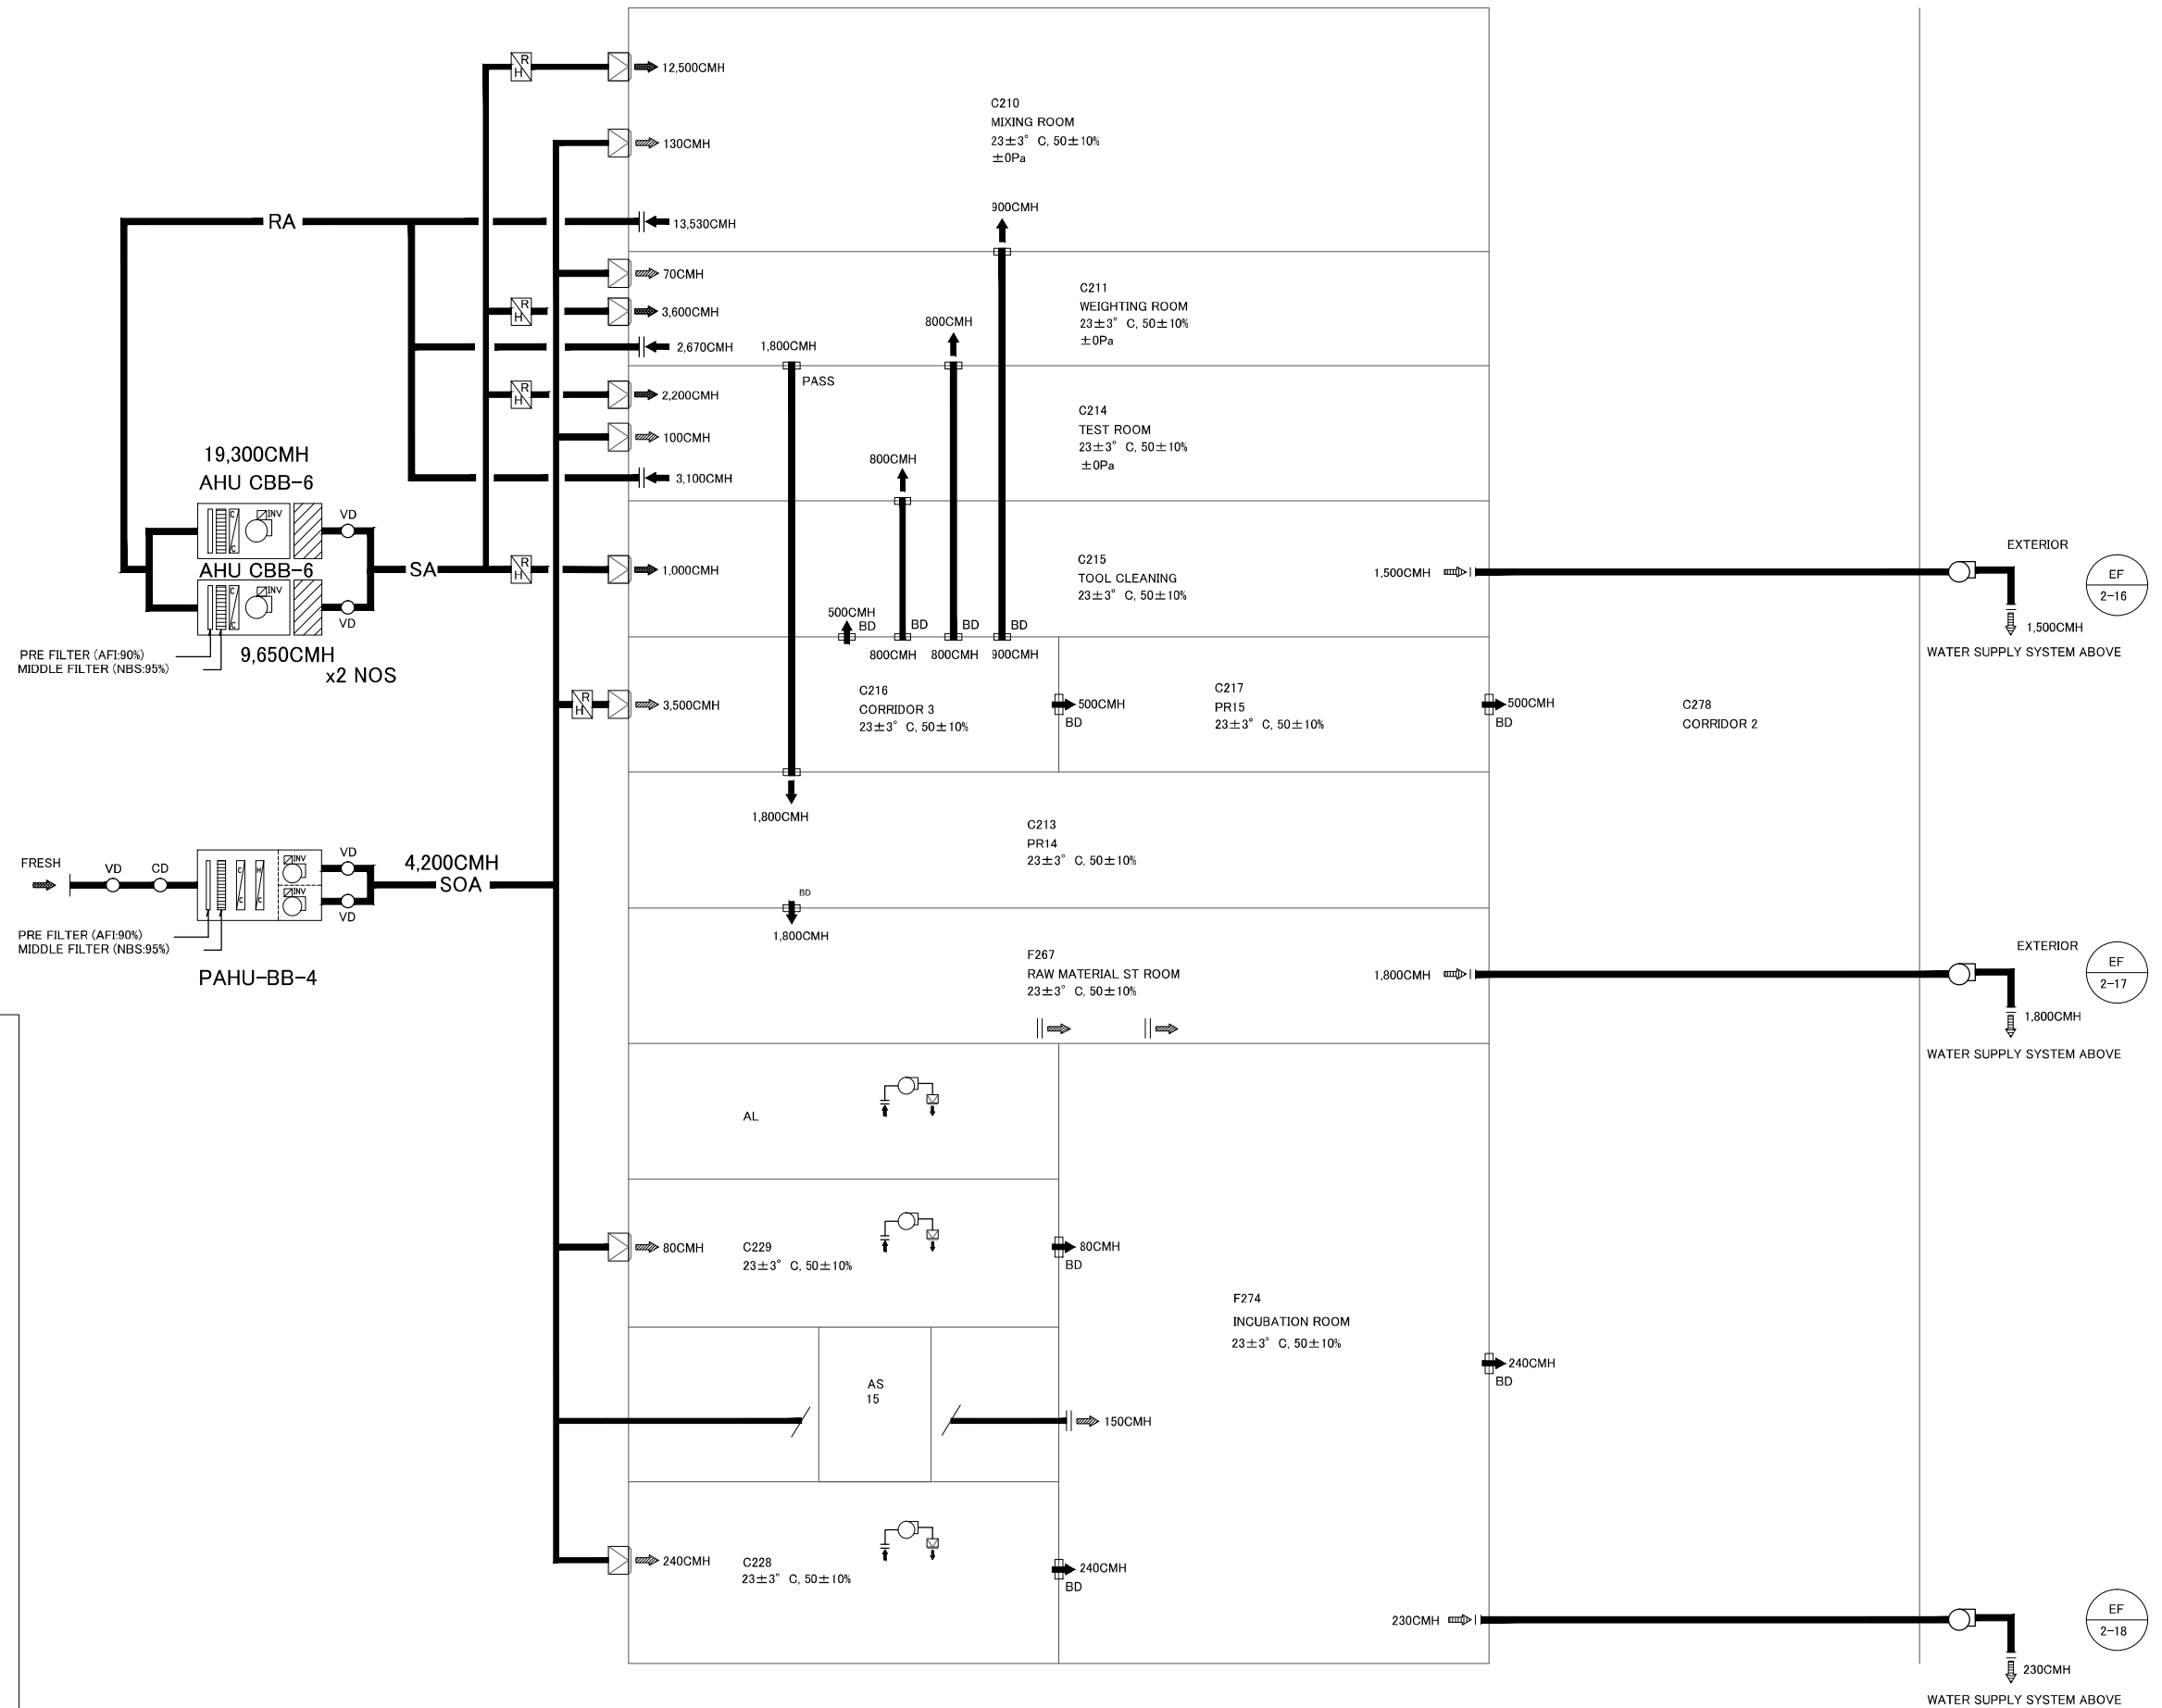 12,500CMH
R
H
C210
MIXING ROOM
23±3° C, 50±10%
±0Pa
130CMH
900CMH
RA
13,530CMH
70CMH
C211
WEIGHTING ROOM
23±3° C, 50±10%
±0Pa
R
H
3,600CMH
800CMH
2,670CMH
1,800CMH
PASS
R
H
2,200CMH
C214
TEST ROOM
23±3° C, 50±10%
±0Pa
100CMH
800CMH
3,100CMH
19,300CMH
AHU CBB-6
C
C
INV
VD
AHU CBB-6
C
C
INV
VD
SA
R
H
1,000CMH
C215
TOOL CLEANING
23±3° C, 50±10%
1,500CMH
EXTERIOR
EF
2-16
1,500CMH
WATER SUPPLY SYSTEM ABOVE
500CMH
BD
BD
BD
BD
800CMH
800CMH
900CMH
PRE FILTER (AFI:90%)
MIDDLE FILTER (NBS:95%)
9,650CMH
x2 NOS
R
H
3,500CMH
C216
CORRIDOR 3
23±3° C, 50±10%
500CMH
BD
C217
PR15
23±3° C, 50±10%
500CMH
BD
C278
CORRIDOR 2
1,800CMH
C213
PR14
23±3° C, 50±10%
FRESH
VD
CD
C
C
H
C
INV
INV
VD
VD
4,200CMH
SOA
BD
1,800CMH
PRE FILTER (AFI:90%)
MIDDLE FILTER (NBS:95%)
PAHU-BB-4
F267
RAW MATERIAL ST ROOM
23±3° C, 50±10%
1,800CMH
EXTERIOR
EF
2-17
1,800CMH
WATER SUPPLY SYSTEM ABOVE
AL
80CMH
C229
23±3° C, 50±10%
80CMH
BD
F274
INCUBATION ROOM
23±3° C, 50±10%
240CMH
BD
AS
15
150CMH
240CMH
C228
23±3° C, 50±10%
240CMH
BD
230CMH
EF
2-18
230CMH
WATER SUPPLY SYSTEM ABOVE